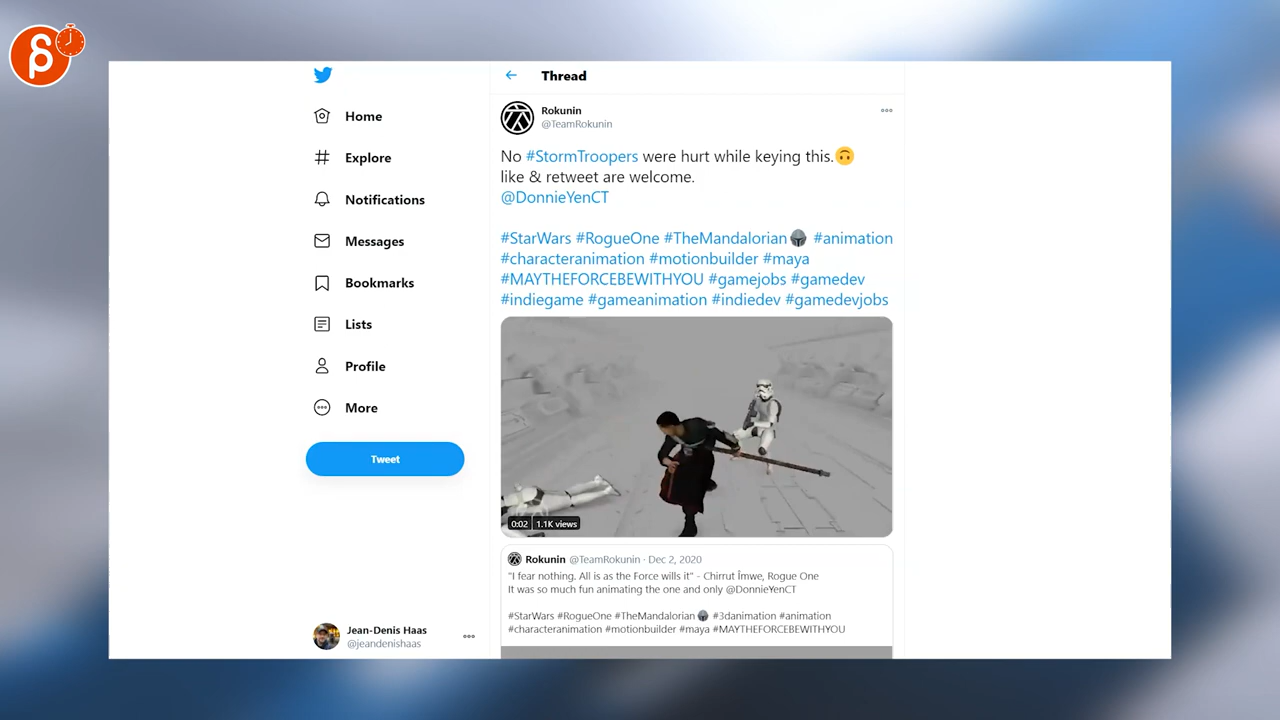 Thread
Rokunin
@TeamRokunin
No #StormTroopers were hurt while keying this.🙃
like & retweet are welcome.
@DonnieYenCT
#StarWars #RogueOne #TheMandalorian #animation
#characteranimation #motionbuilder #maya
#MAYTHEFORCEBEWITHYOU #gamejobs #gamedev
#indiegame #gameanimation #indiedev #gamedevjobs
0:02 1.1K views
Rokunin @TeamRokunin · Dec 2, 2020
"I fear nothing. All is as the Force wills it" - Chirrut Îmwe, Rogue One
It was so much fun animating the one and only @DonnieYenCT
#StarWars #RogueOne #TheMandalorian #3danimation #animation
#characteranimation #motionbuilder #maya #MAYTHEFORCEBEWITHYOU
Home
Explore
Notifications
Messages
Bookmarks
Lists
Profile
More
Tweet
Jean-Denis Haas
@jeandenishaas